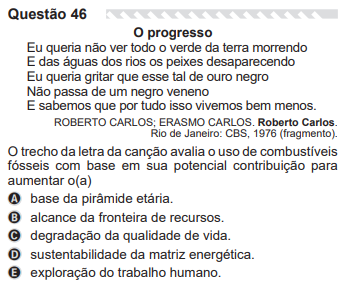 Questão 46
O progresso
Eu queria não ver todo o verde da terra morrendo
E das águas dos rios os peixes desaparecendo
Eu queria gritar que esse tal de ouro negro
Não passa de um negro veneno
E sabemos que por tudo isso vivemos bem menos.
ROBERTO CARLOS; ERASMO CARLOS. Roberto Carlos.
Rio de Janeiro: CBS, 1976 (fragmento).
O trecho da letra da canção avalia o uso de combustíveis
fósseis com base em sua potencial contribuição para
aumentar o(a)
A base da pirâmide etária.
B alcance da fronteira de recursos.
C degradação da qualidade de vida.
D sustentabilidade da matriz energética.
E exploração do trabalho humano.